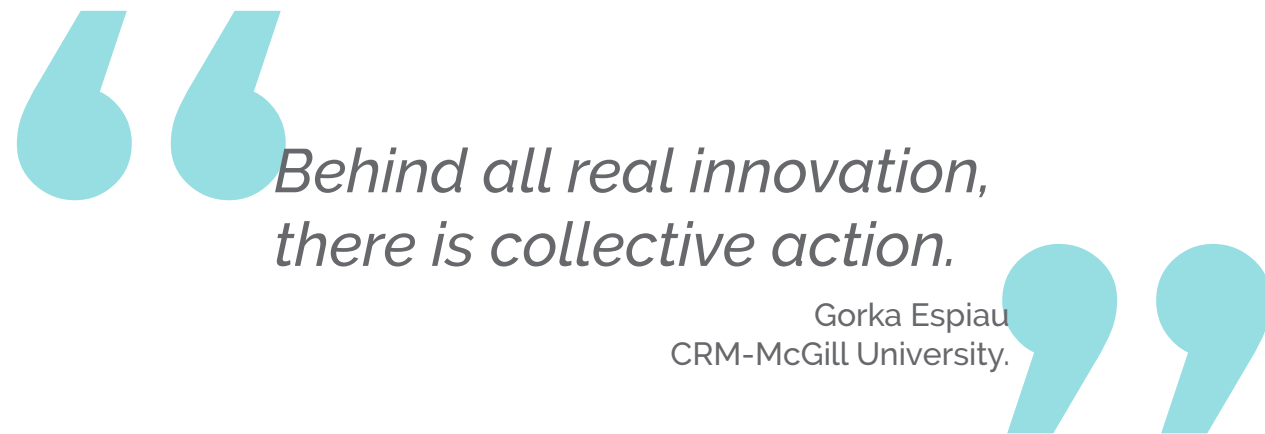 Behind all real innovation,
there is collective action.
Gorka Espiau
CRM-McGill University.